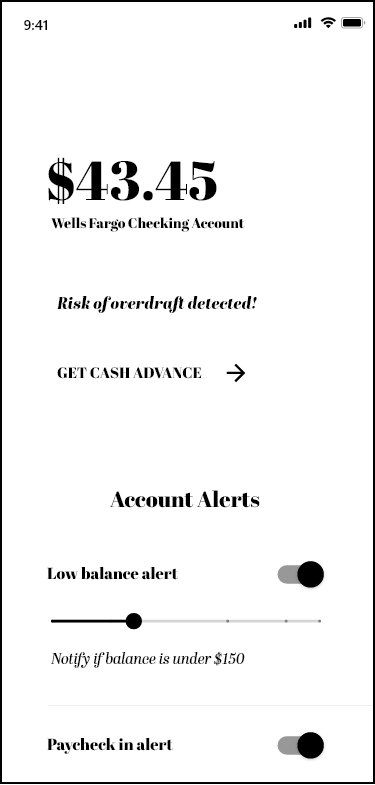 9:41
$43.45
Wells Fargo Checking Account
Risk of overdraft detected!
GET CASH ADVANCE
Account Alerts
Low balance alert
Notify if balance is under $150
Paycheck in alert